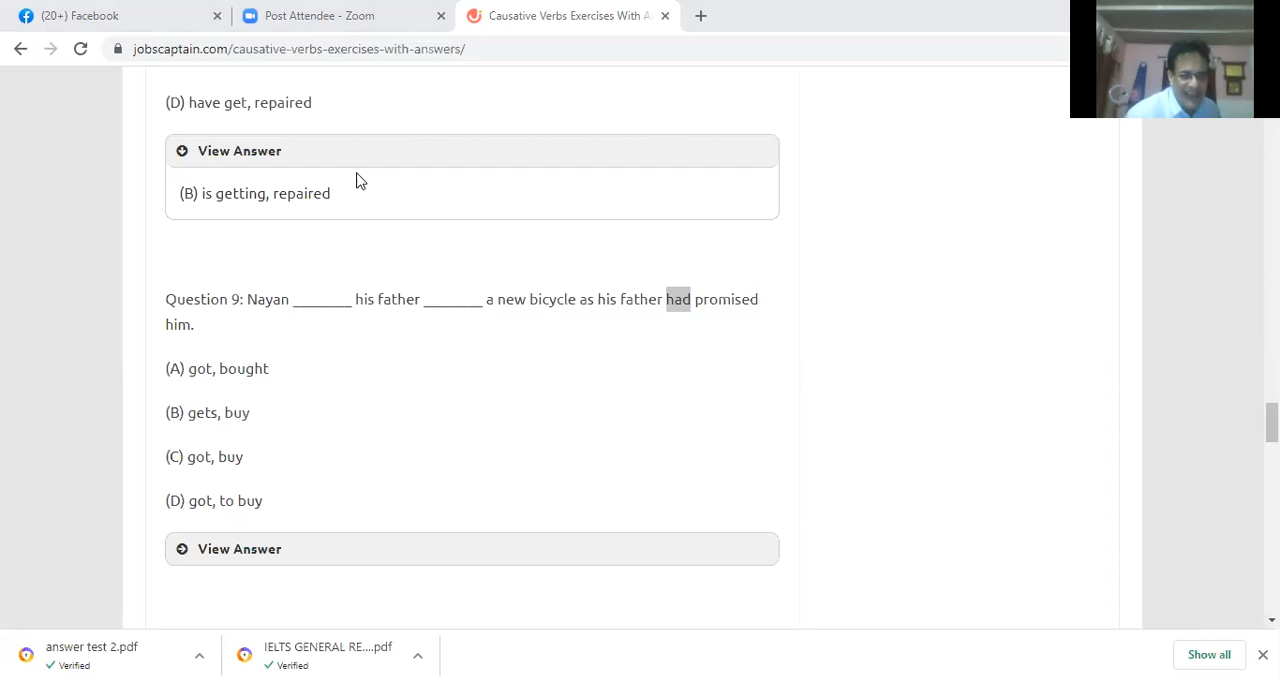 (20+) Facebook
Post Attendee - Zoom
Causative Verbs Exercises With A
jobscaptain.com/causative-verbs-exercises-with-answers/
(D) have get, repaired
View Answer
(B) is getting, repaired
Question 9: Nayan ________ his father ________ a new bicycle as his father had promised
him.
(A) got, bought
(B) gets, buy
(C) got, buy
(D) got, to buy
View Answer
answer test 2.pdf
Verified
IELTS GENERAL RE....pdf
Verified
Show all